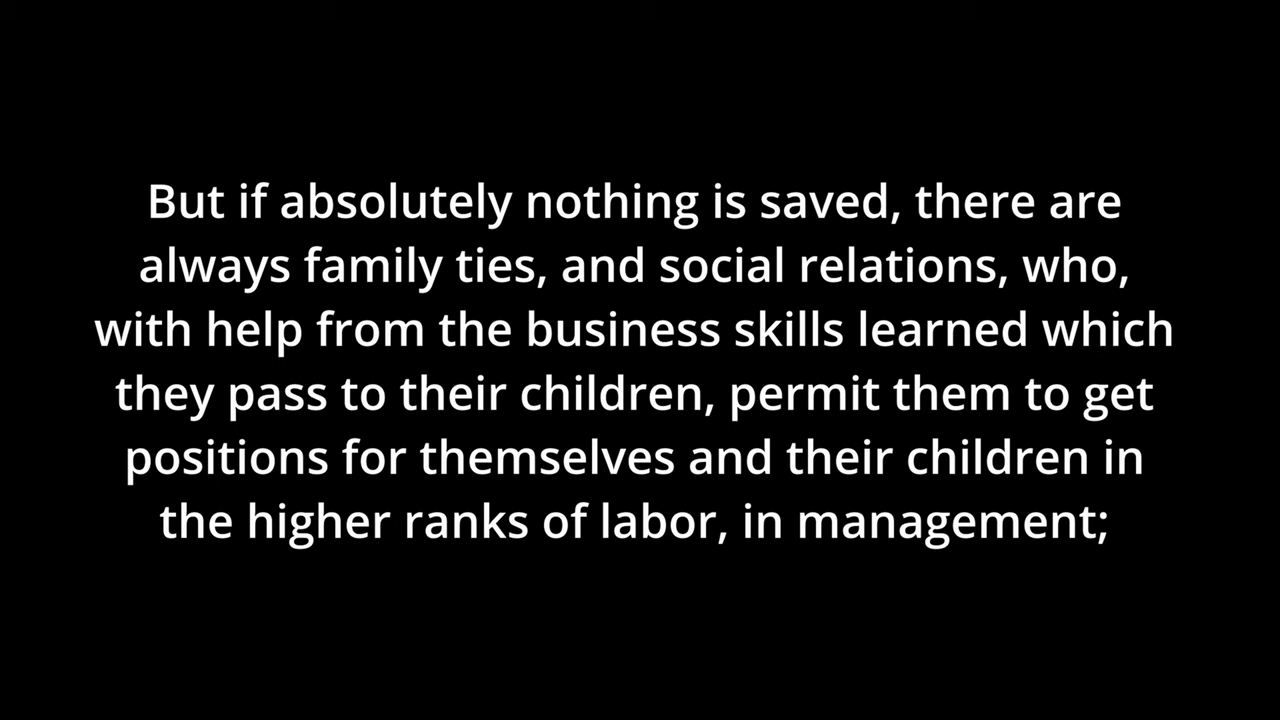 But if absolutely nothing is saved, there are
always family ties, and social relations, who,
with help from the business skills learned which
they pass to their children, permit them to get
positions for themselves and their children in
the higher ranks of labor, in management;